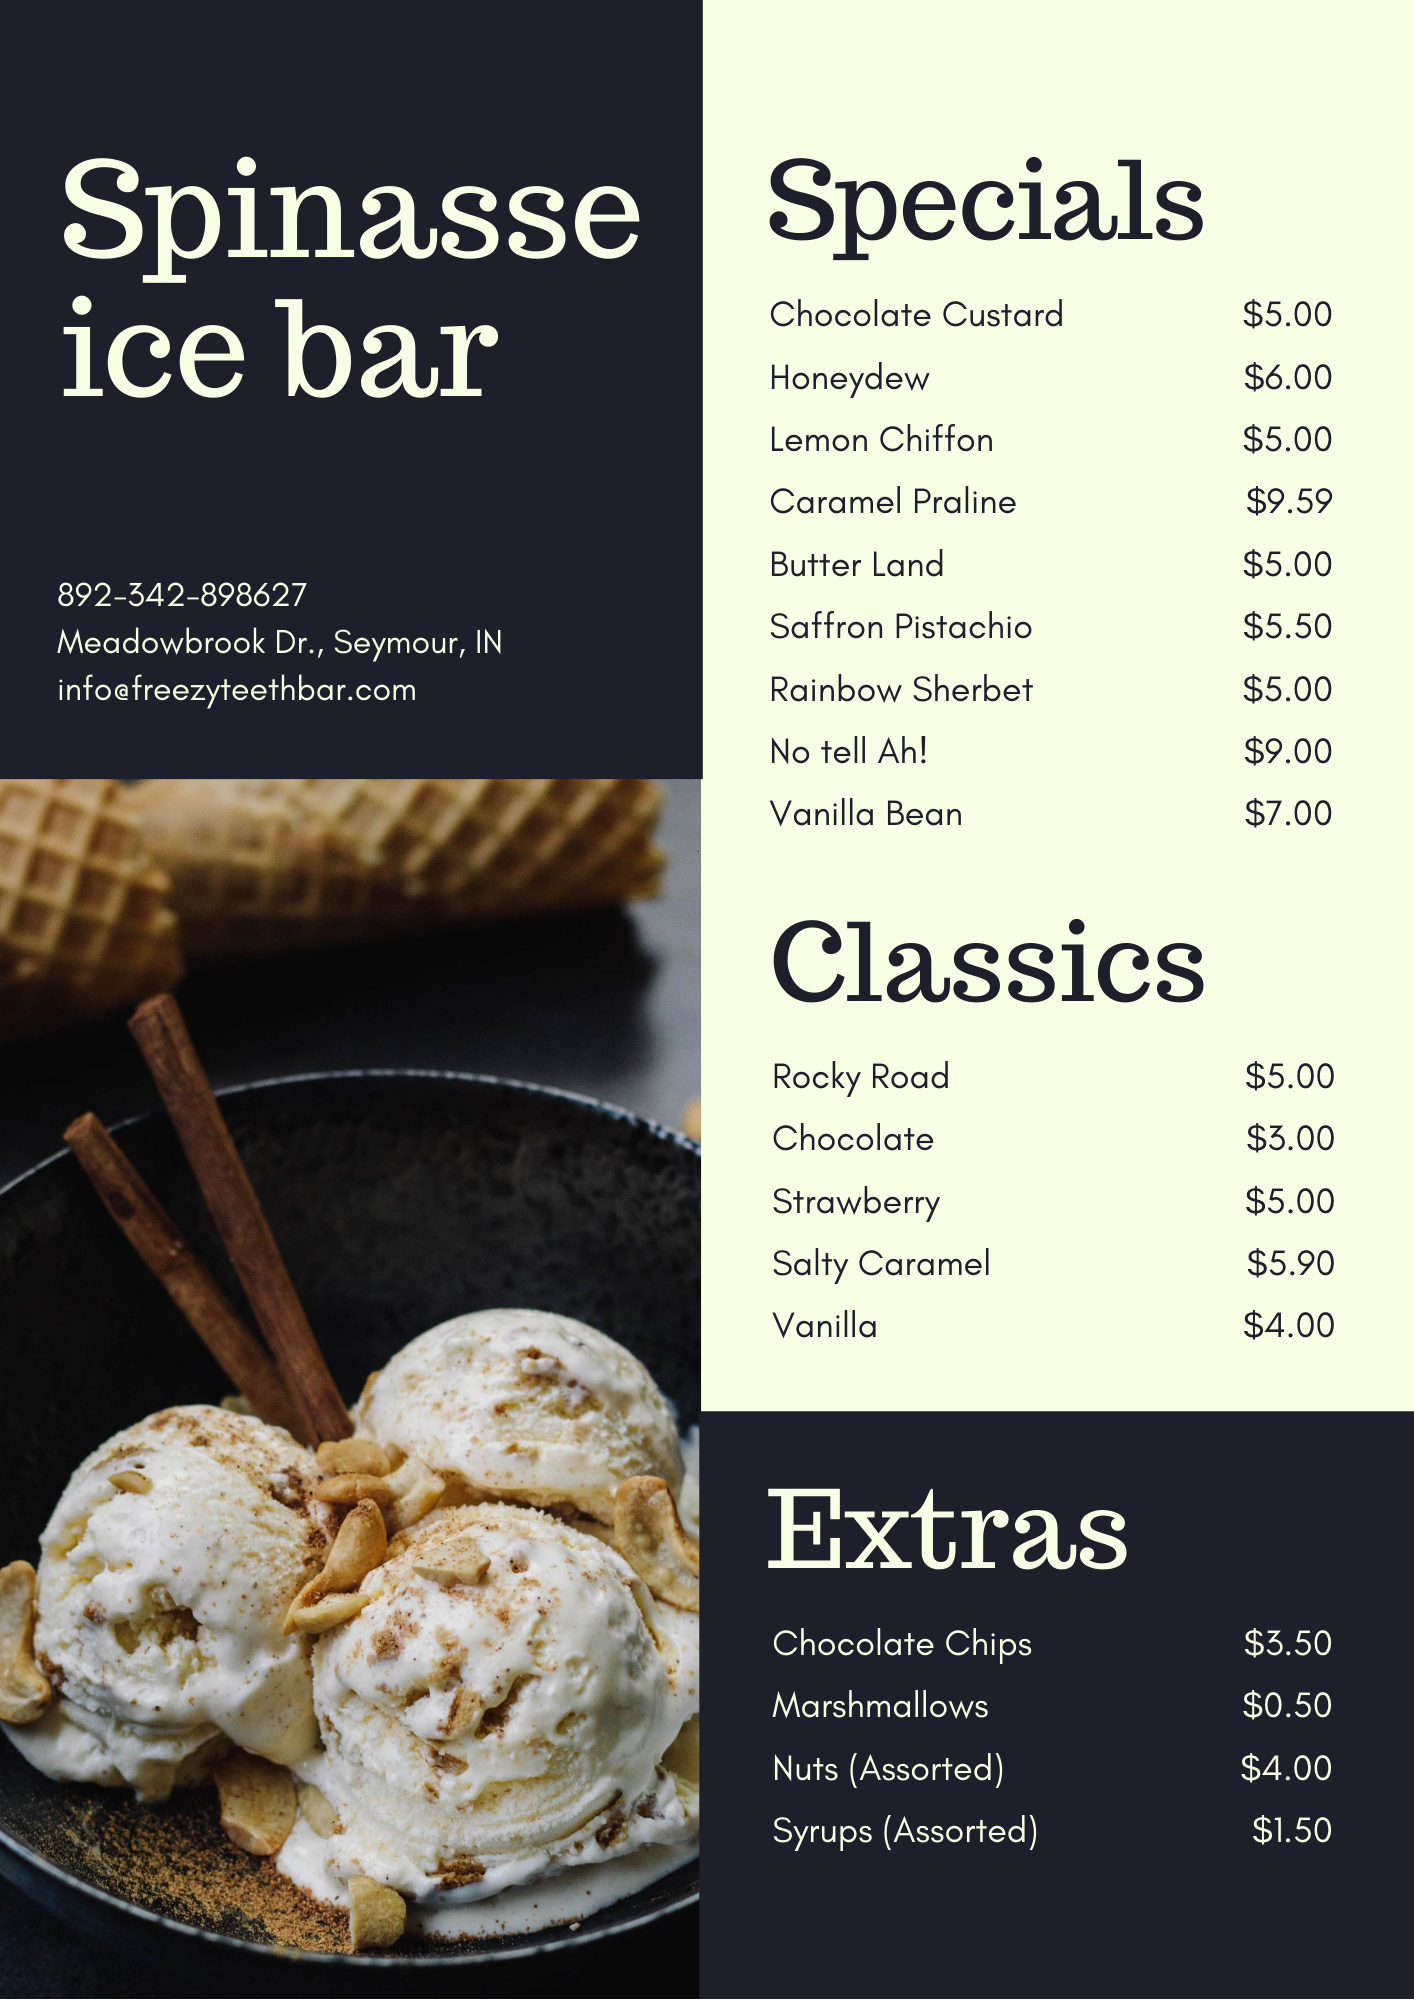 Spinasse
ice bar
892-342-898627
Meadowbrook Dr., Seymour, IN
info@freezyteethbar.com
Specials
Chocolate Custard $5.00
Honeydew $6.00
Lemon Chiffon $5.00
Caramel Praline $9.59
Butter Land $5.00
Saffron Pistachio $5.50
Rainbow Sherbet $5.00
No tell Ah! $9.00
Vanilla Bean $7.00
Classics
Rocky Road $5.00
Chocolate $3.00
Strawberry $5.00
Salty Caramel $5.90
Vanilla $4.00
Extras
Chocolate Chips $3.50
Marshmallows $0.50
Nuts (Assorted) $4.00
Syrups (Assorted) $1.50